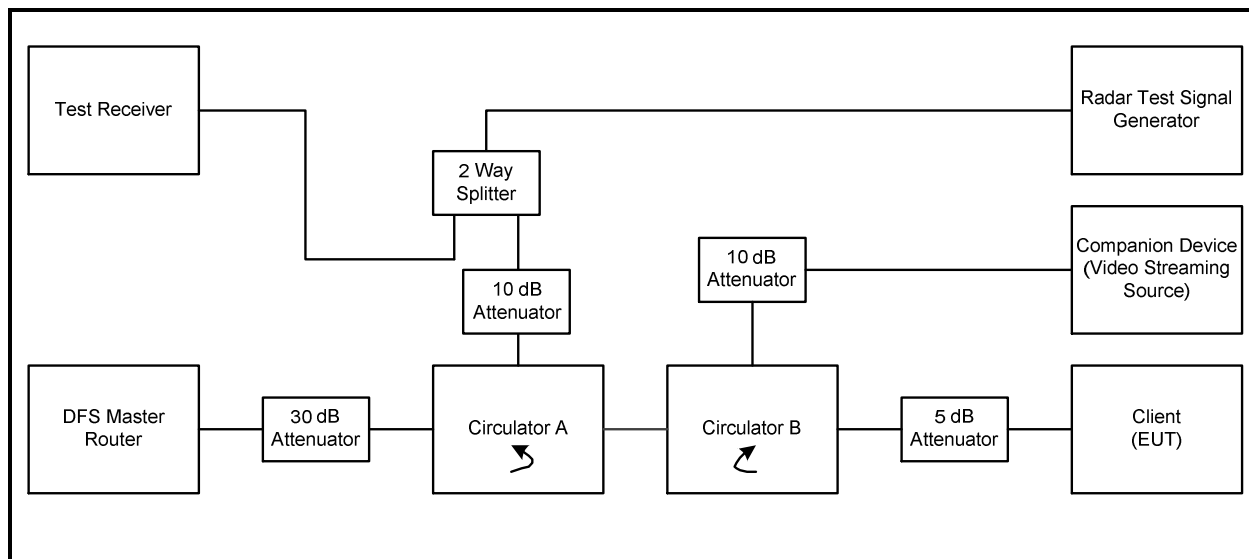 Test Receiver
Radar Test Signal
Generator
2 Way
Splitter
10 dB
Attenuator
10 dB
Attenuator
Companion Device
(Video Streaming
Source)
DFS Master
Router
30 dB
Attenuator
Circulator A
Circulator B
5 dB
Attenuator
Client
(EUT)